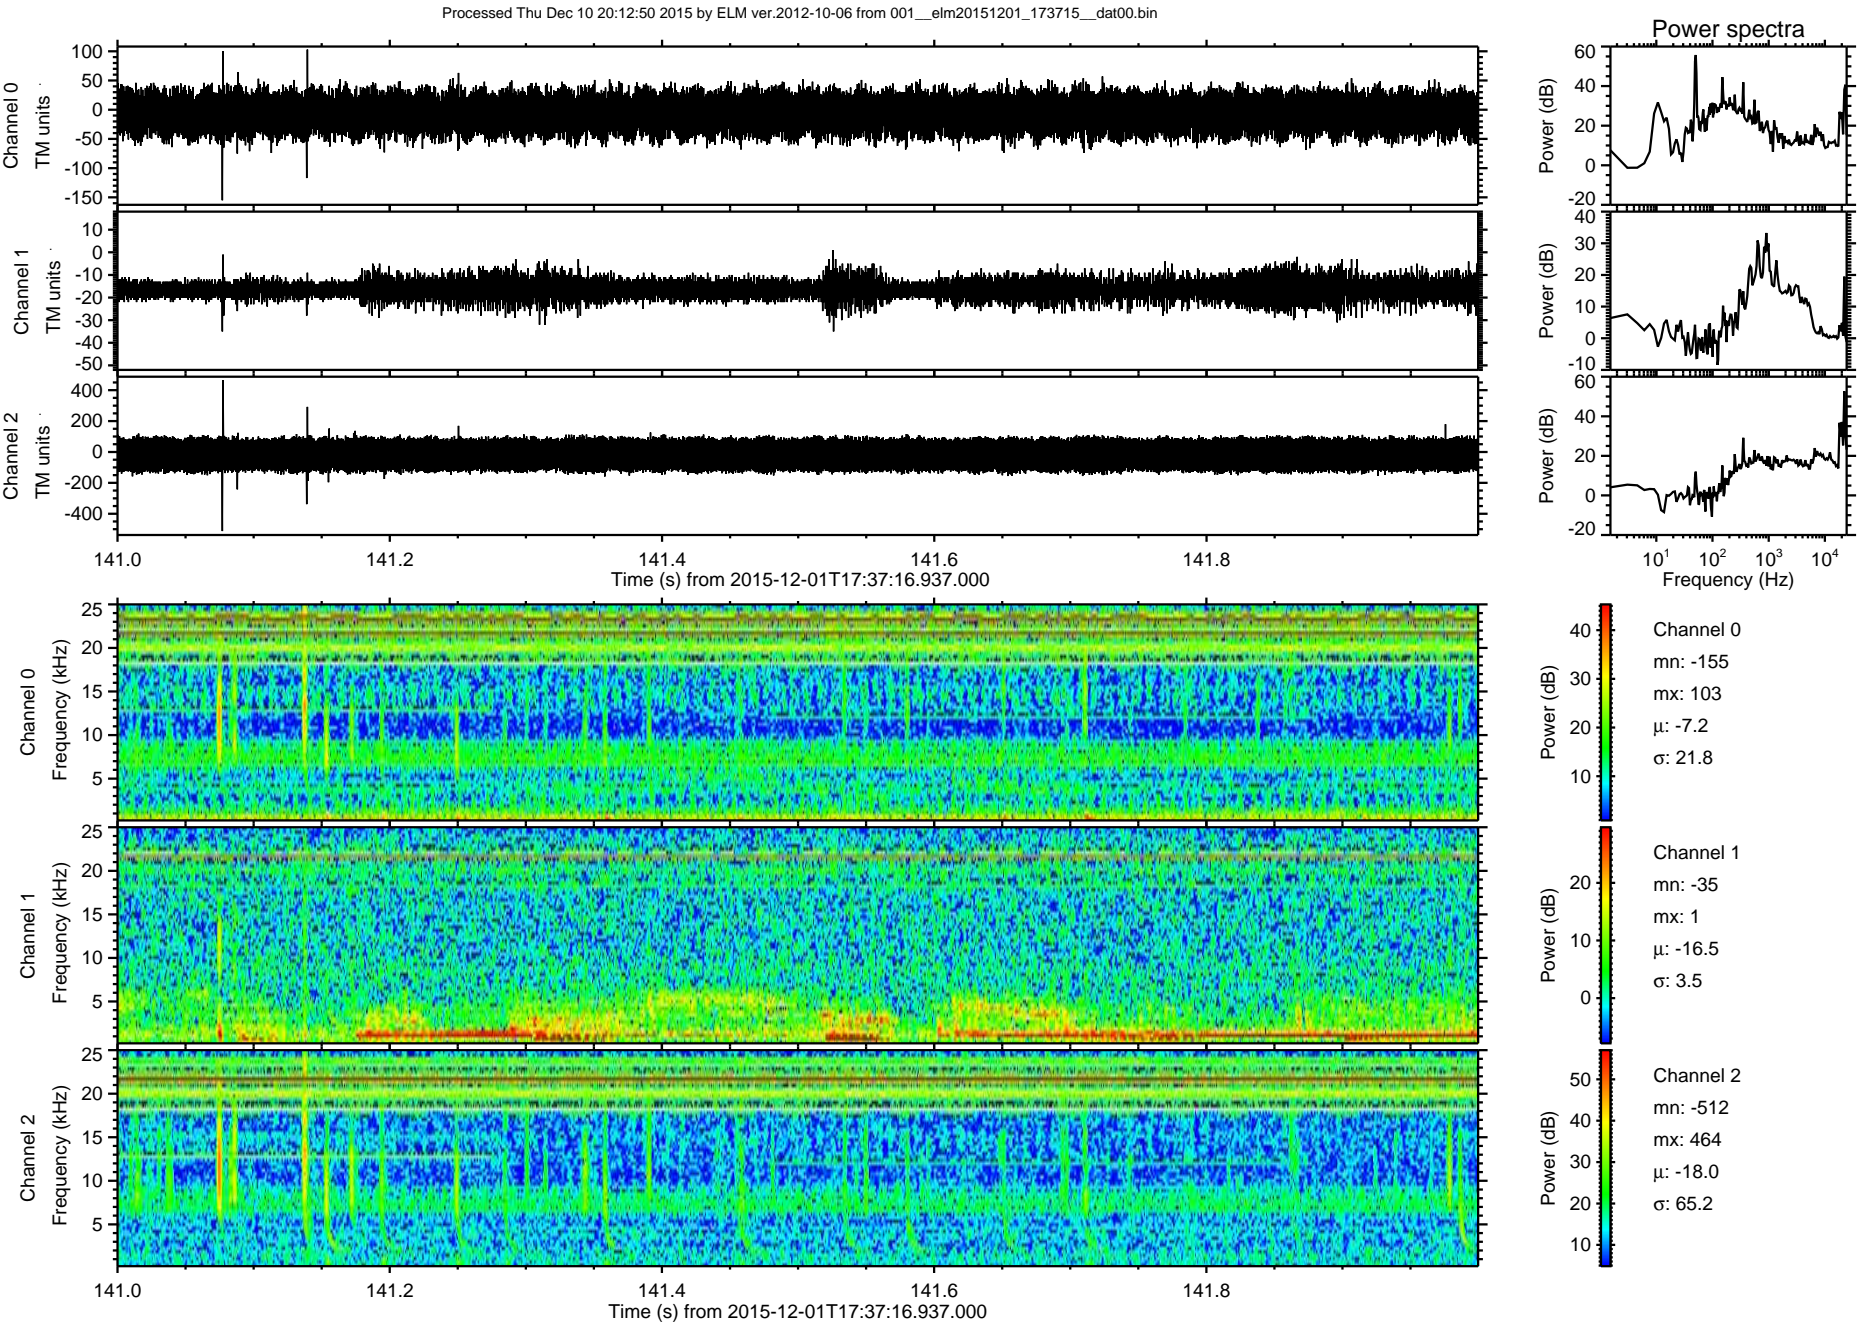 Processed Thu Dec 10 20:12:50 2015 by ELM ver.2012-10-06 from 001__elm20151201_173715__dat00.bin
Power spectra
Channel 0
TM units
100
50
0
-50
-100
-150
Power (dB)
60
40
20
0
-20
Channel 1
TM units
10
0
-10
-20
-30
-40
-50
Power (dB)
40
30
20
10
0
-10
Channel 2
TM units
400
200
0
-200
-400
Power (dB)
60
40
20
0
-20
141.0 141.2 141.4 141.6 141.8
Time (s) from 2015-12-01T17:37:16.937.000
10¹ 10² 10³ 10⁴
Frequency (Hz)
Channel 0
Frequency (kHz)
25
20
15
10
5
Power (dB)
40
30
20
10
Channel 0
mn: -155
mx: 103
µ: -7.2
σ: 21.8
Channel 1
Frequency (kHz)
25
20
15
10
5
Power (dB)
20
10
0
Channel 1
mn: -35
mx: 1
µ: -16.5
σ: 3.5
Channel 2
Frequency (kHz)
25
20
15
10
5
Power (dB)
50
40
30
20
10
Channel 2
mn: -512
mx: 464
µ: -18.0
σ: 65.2
141.0 141.2 141.4 141.6 141.8
Time (s) from 2015-12-01T17:37:16.937.000